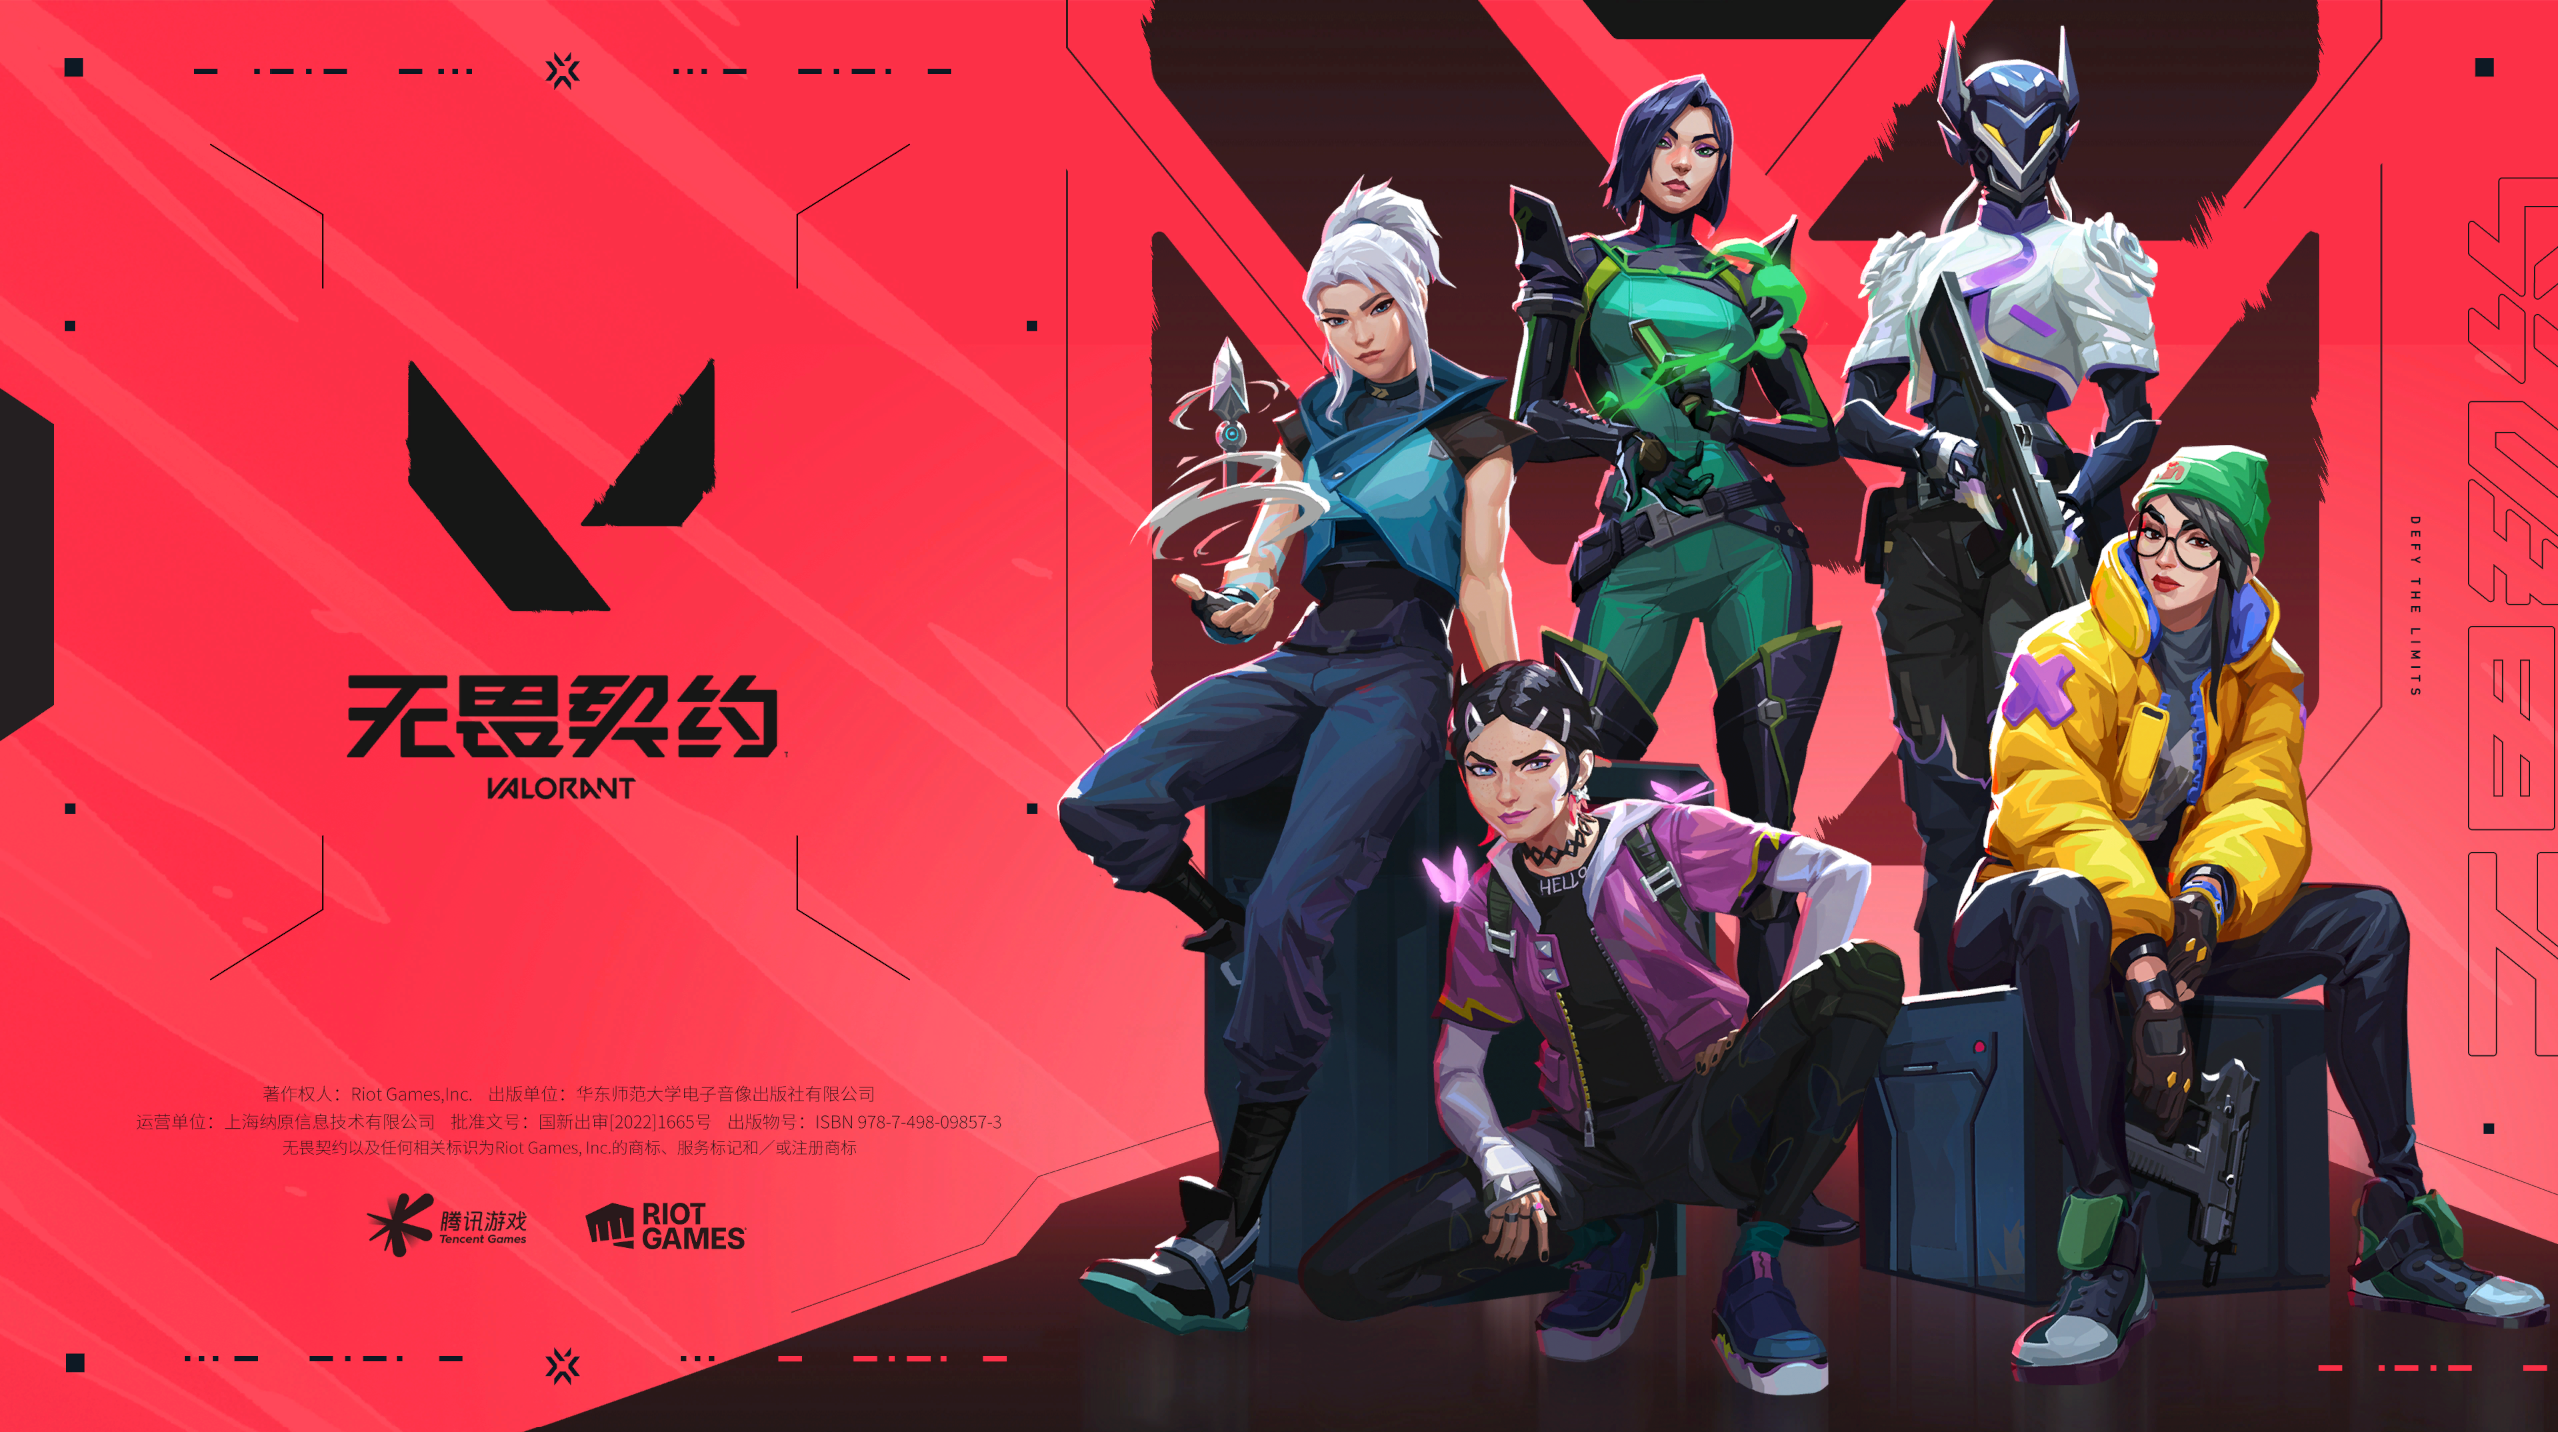 无畏契约
VALORANT
著作权人：Riot Games,Inc. 出版单位：华东师范大学电子音像出版社有限公司
运营单位：上海纳原信息技术有限公司 批准文号：国新出审[2022]1665号 出版物号：ISBN 978-7-498-09857-3
无畏契约以及任何相关标识为Riot Games, Inc.的商标、服务标记和／或注册商标
腾讯游戏
Tencent Games
RIOT
GAMES
HELLO
DEFY THE LIMITS
无畏契约